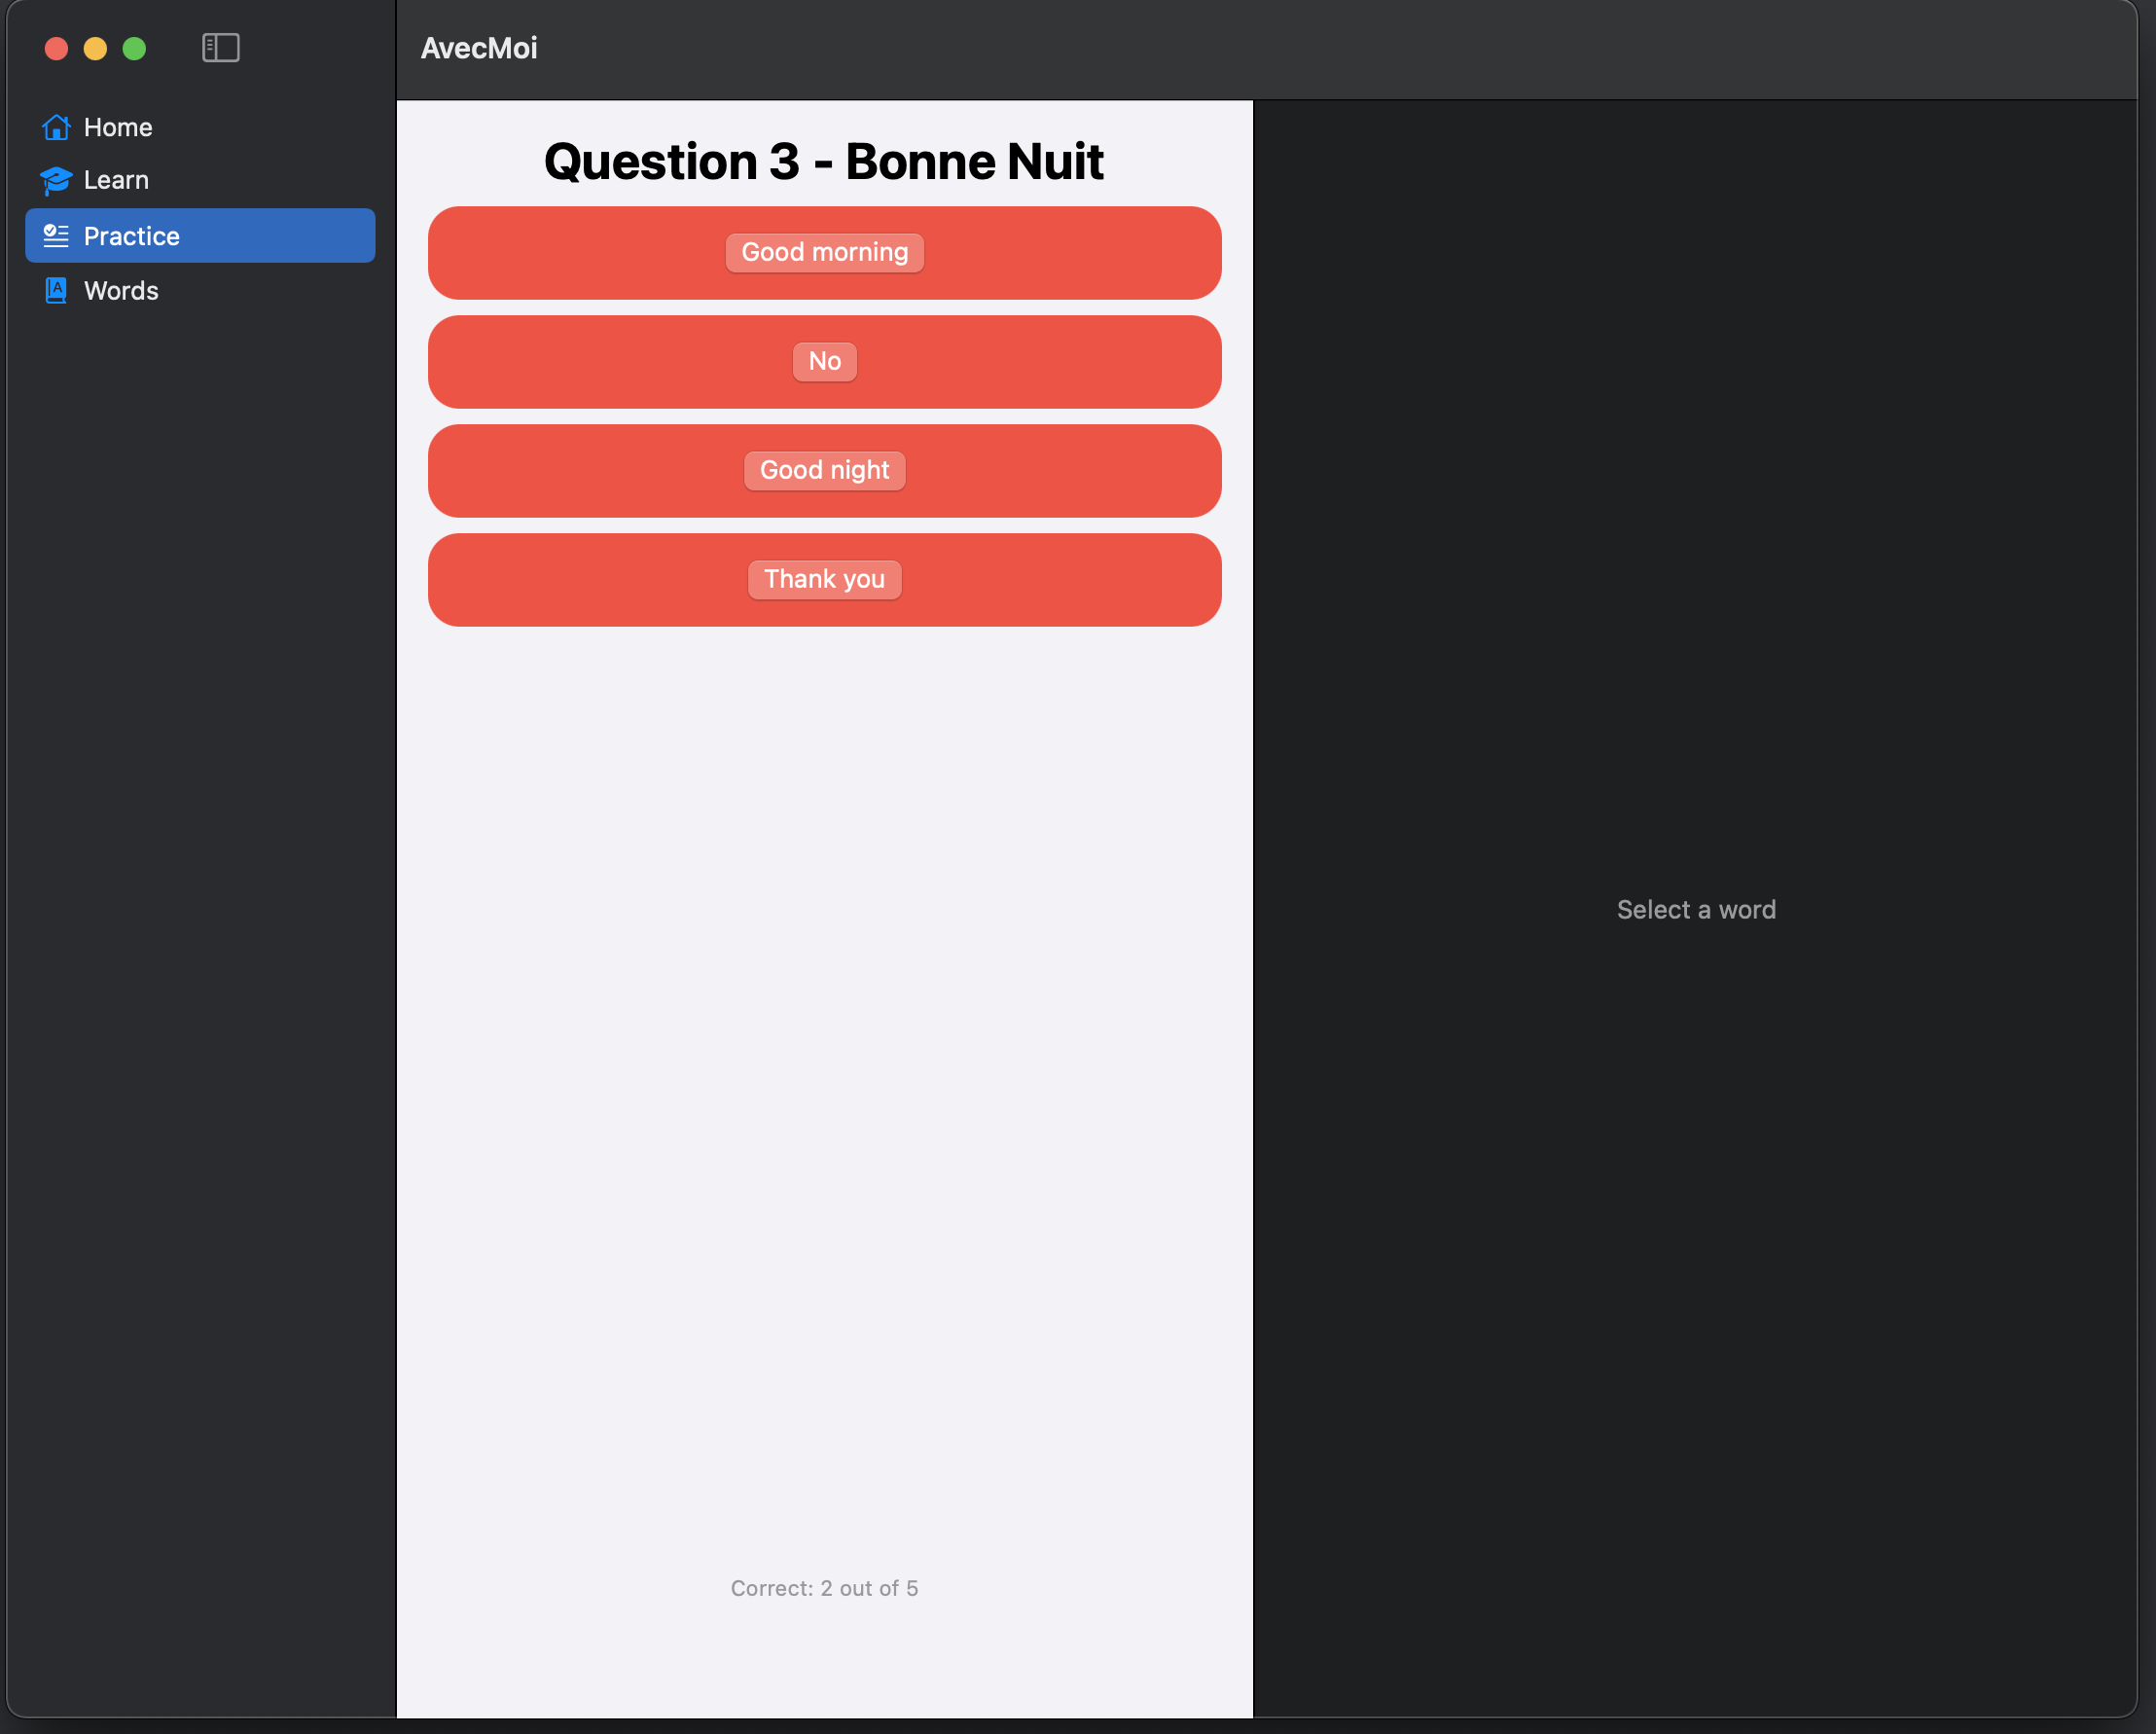 AvecMoi
Home
Learn
Practice
Words
Question 3 - Bonne Nuit
Good morning
No
Good night
Thank you
Correct: 2 out of 5
Select a word